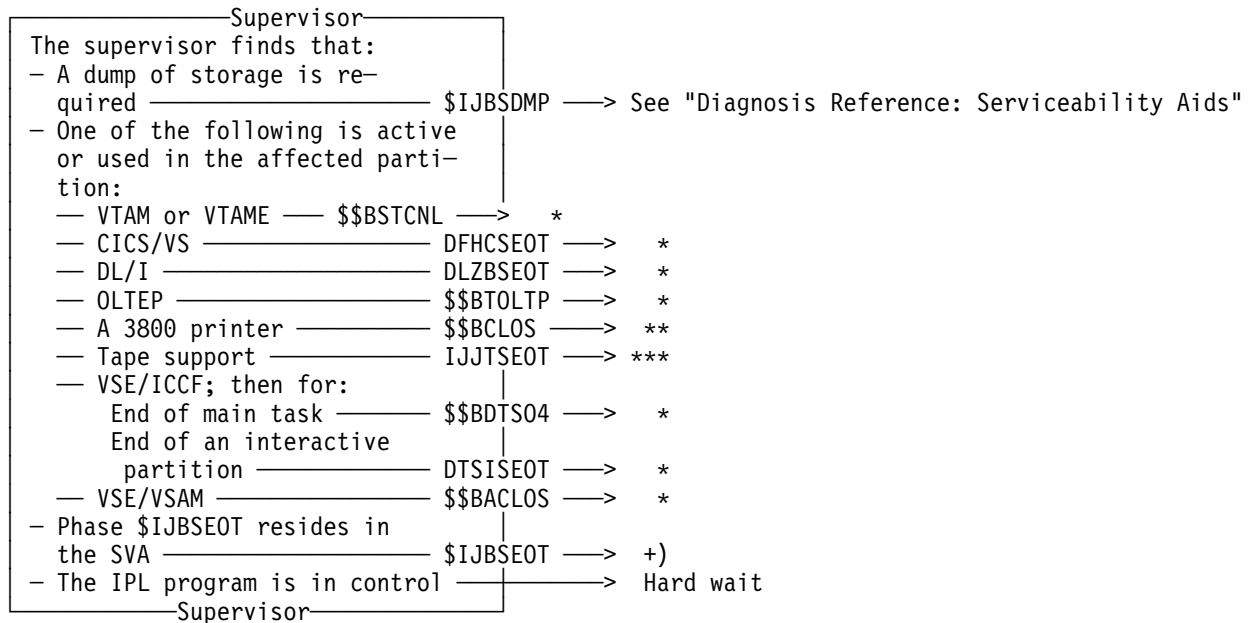 Supervisor
The supervisor finds that:
— A dump of storage is re—
quired ——— $IJBSDMP ———> See "Diagnosis Reference: Serviceability Aids"
— One of the following is active
or used in the affected parti—
tion:
—— VTAM or VTAME ——— $$BSTCNL ———> *
—— CICS/VS ——— DFHCSEOT ———> *
—— DL/I ——— DLZBSEOT ———> *
—— OLTEP ——— $$BTOLTP ———> *
—— A 3800 printer ——— $$BCLOS ———> **
—— Tape support ——— IJJTSEOT ———> ***
—— VSE/ICCF; then for:
End of main task ——— $$BDTSO4 ———> *
End of an interactive
partition ——— DTSISEOT ———> *
—— VSE/VSAM ——— $$BACLOS ———> *
— Phase $IJBSEOT resides in
the SVA ——— $IJBSEOT ———> +)
— The IPL program is in control ———> Hard wait
Supervisor